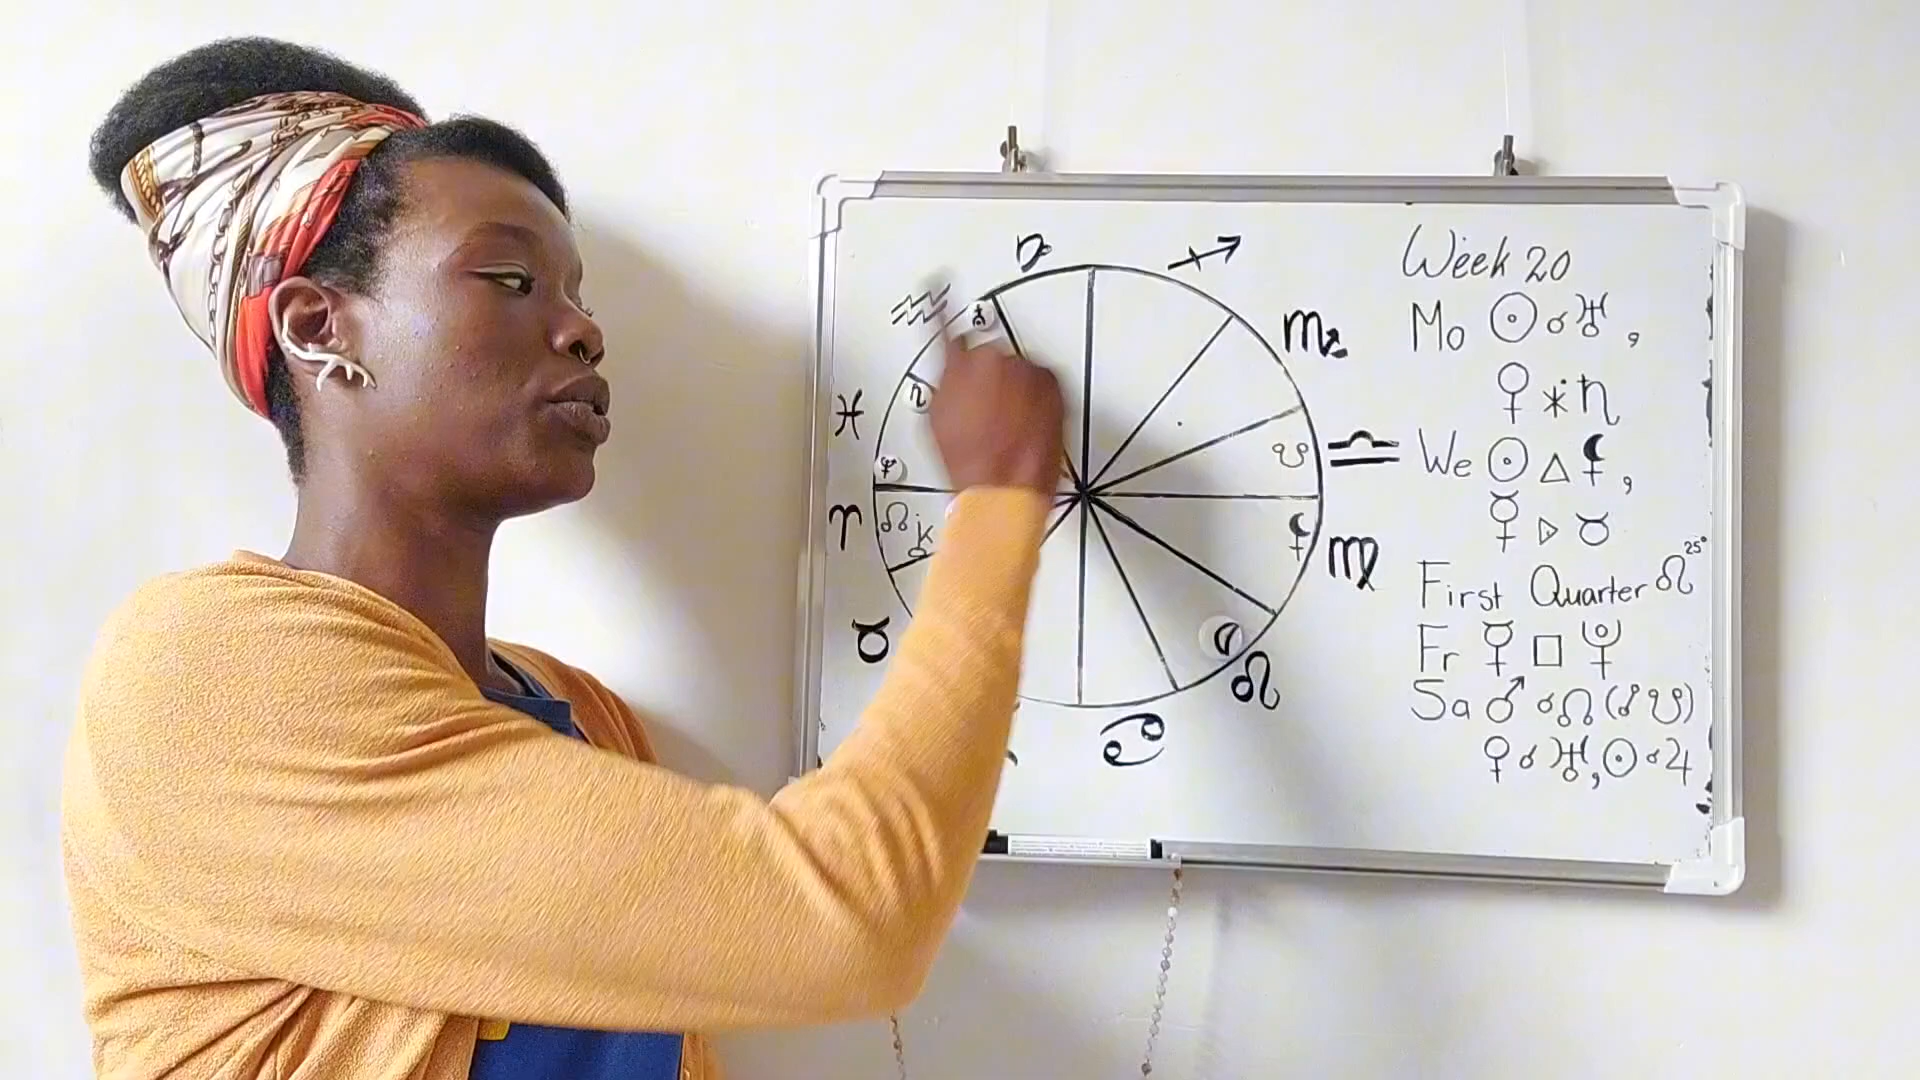 Week 20
Mo ☉ ☌ ♅,
♀ ⚹ ♄
We ☉ △ ⚸,
☿ ▷ ♉
First Quarter ♌ 25°
Fr ☿ □ ♇
Sa ♂ ☌ ☊ (☍ ☋)
♀ ☌ ♅, ☉ ☌ ♃
♑ ♐
♒ ♏
♓ ♄
♆ ☋ ♎
♈ ☊ ⚷ ⚸ ♍
♉ ♌
♋